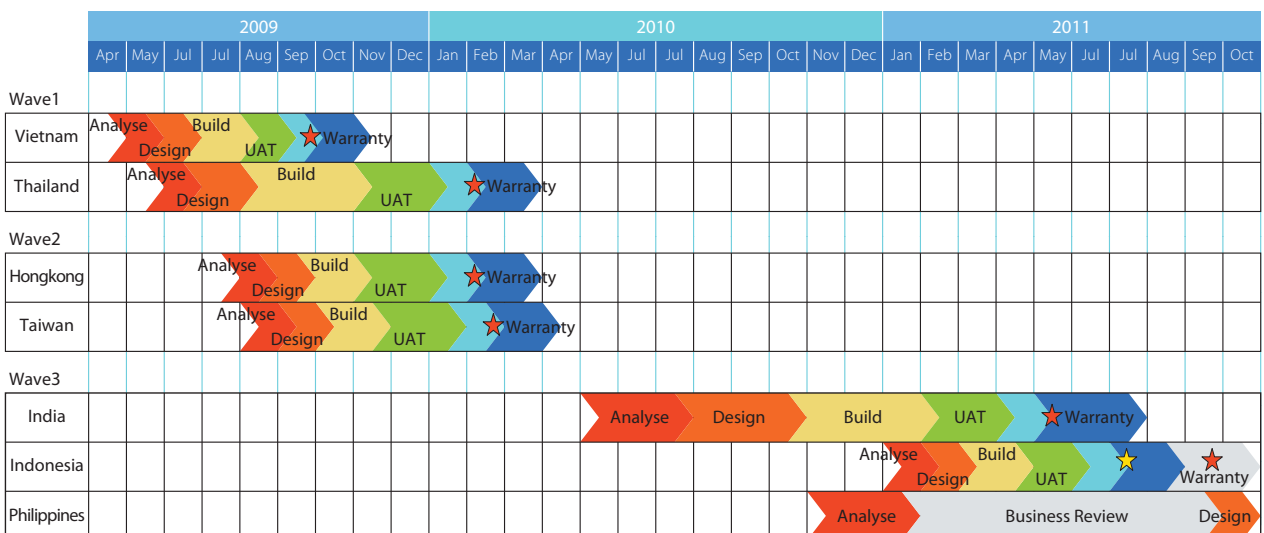 2009 2010 2011
Apr May Jul Jul Aug Sep Oct Nov Dec Jan Feb Mar Apr May Jul Jul Aug Sep Oct Nov Dec Jan Feb Mar Apr May Jun Jul Aug Sep Oct
Wave1
Vietnam Analyse Design Build UAT Warranty
Thailand Analyse Design Build UAT Warranty
Wave2
Hongkong Analyse Design Build UAT Warranty
Taiwan Analyse Design Build UAT Warranty
Wave3
India Analyse Design Build UAT Warranty
Indonesia Analyse Design Build UAT Warranty
Philippines Analyse Business Review Design